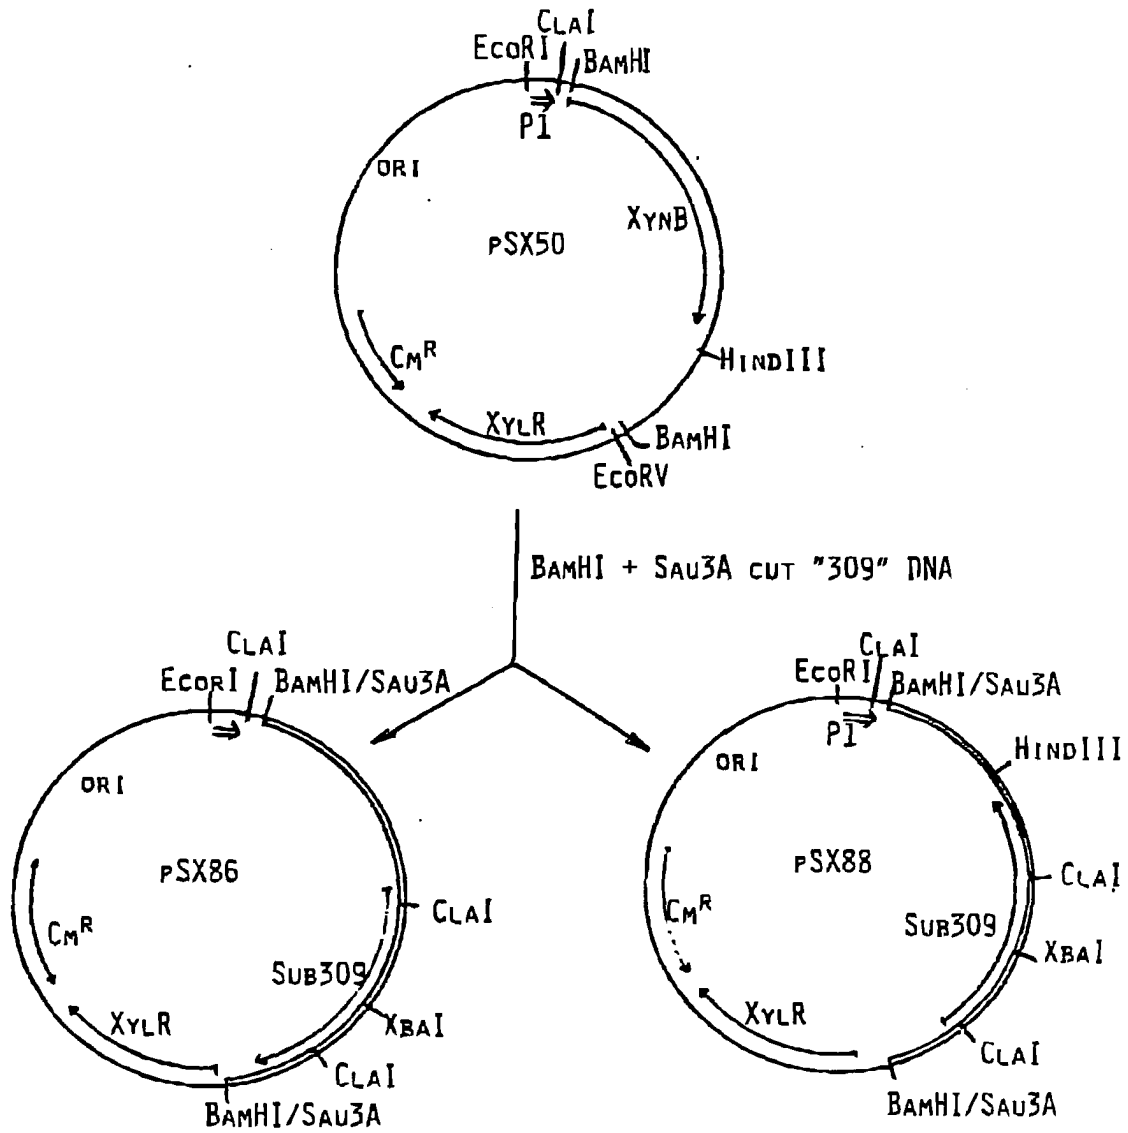 ClaI
EcoRI
BamHI
P1
ORI
XynB
pSX50
HindIII
CmR
XylR
BamHI
EcoRV
BamHI + Sau3A cut "309" DNA
ClaI
EcoRI
BamHI/Sau3A
ORI
pSX86
ClaI
CmR
Sub309
XylR
XbaI
ClaI
BamHI/Sau3A
ClaI
EcoRI
BamHI/Sau3A
P1
HindIII
ORI
pSX88
ClaI
CmR
Sub309
XbaI
XylR
ClaI
BamHI/Sau3A